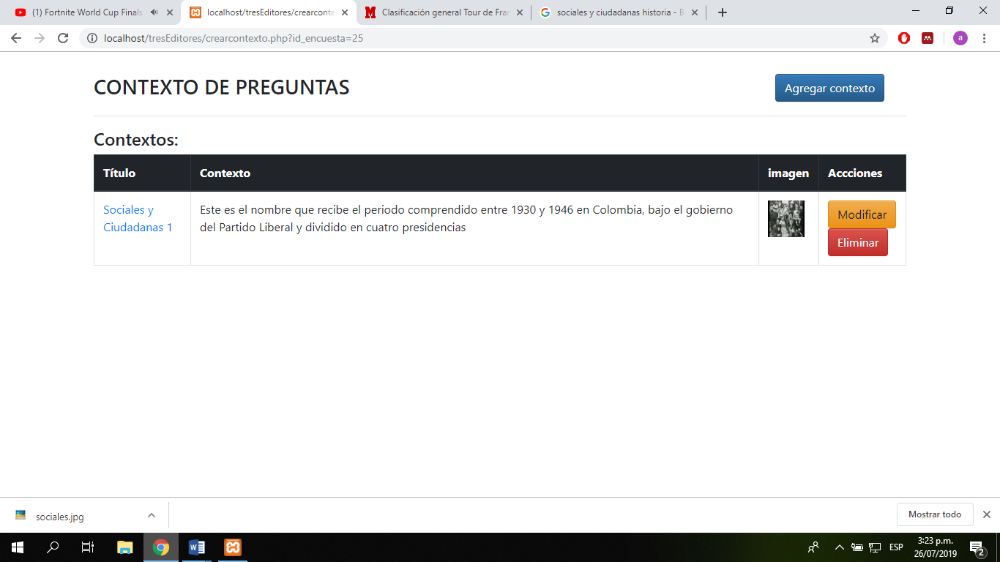 (1) Fortnite World Cup Finals
localhost/tresEditores/crearconte
Clasificación general Tour de Fran
sociales y ciudadanas historia - B
localhost/tresEditores/crearcontexto.php?id_encuesta=25
a
CONTEXTO DE PREGUNTAS
Agregar contexto
Contextos:
Título Contexto imagen Accciones
Sociales y
Ciudadanas 1
Este es el nombre que recibe el periodo comprendido entre 1930 y 1946 en Colombia, bajo el gobierno
del Partido Liberal y dividido en cuatro presidencias
Modificar
Eliminar
sociales.jpg
Mostrar todo
ESP
3:23 p.m.
26/07/2019
2